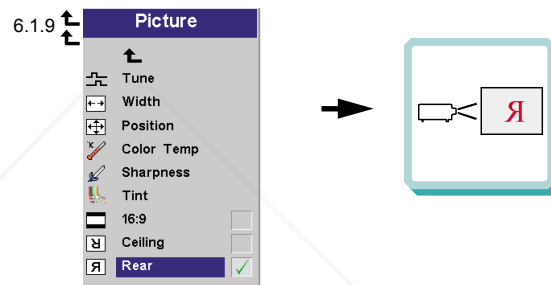 6.1.9
Picture
Tune
Width
Position
K Color Temp
Sharpness
Tint
16:9
Ceiling
Я Rear
Я